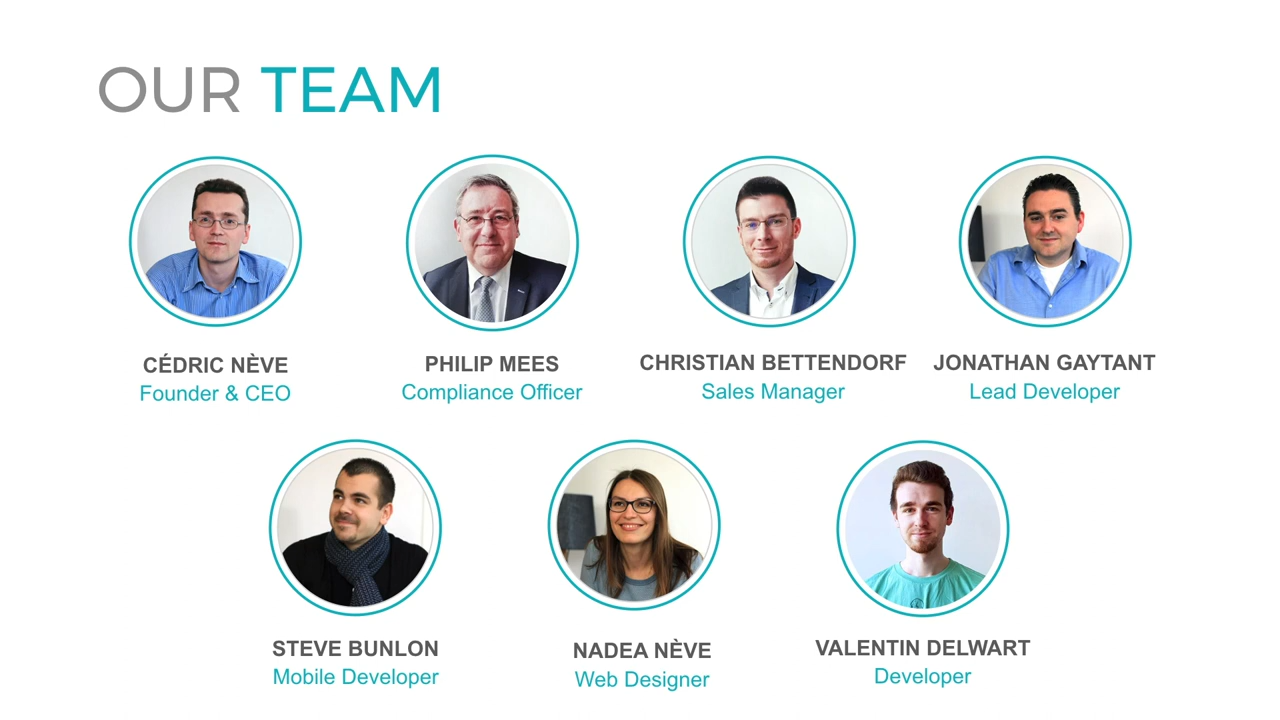 OUR TEAM
CÉDRIC NÈVE
Founder & CEO
PHILIP MEES
Compliance Officer
CHRISTIAN BETTENDORF
Sales Manager
JONATHAN GAYTANT
Lead Developer
STEVE BUNLON
Mobile Developer
NADEA NÈVE
Web Designer
VALENTIN DELWART
Developer